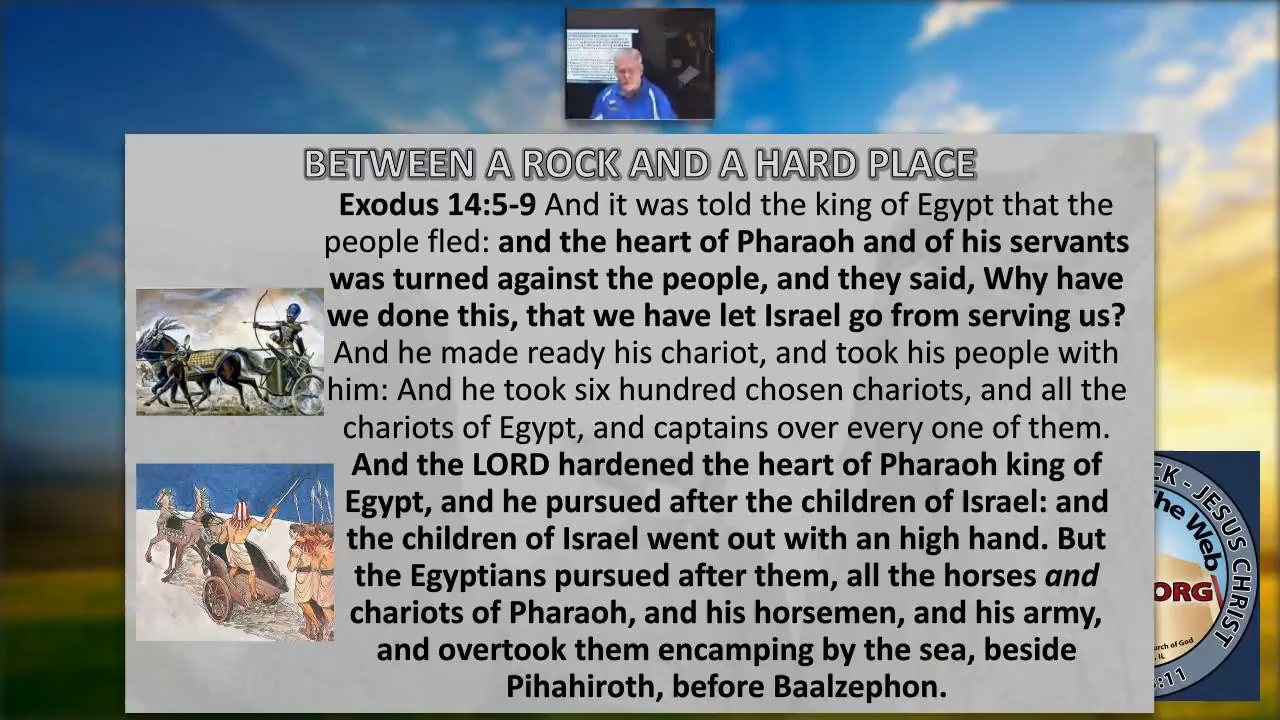 BETWEEN A ROCK AND A HARD PLACE
Exodus 14:5-9 And it was told the king of Egypt that the
people fled: and the heart of Pharaoh and of his servants
was turned against the people, and they said, Why have
we done this, that we have let Israel go from serving us?
And he made ready his chariot, and took his people with
him: And he took six hundred chosen chariots, and all the
chariots of Egypt, and captains over every one of them.
And the LORD hardened the heart of Pharaoh king of
Egypt, and he pursued after the children of Israel: and
the children of Israel went out with an high hand. But
the Egyptians pursued after them, all the horses and
chariots of Pharaoh, and his horsemen, and his army,
and overtook them encamping by the sea, beside
Pihahiroth, before Baalzephon.
CK - JESUS CHRIST
The Web
ORG
urch of God
IL
:11